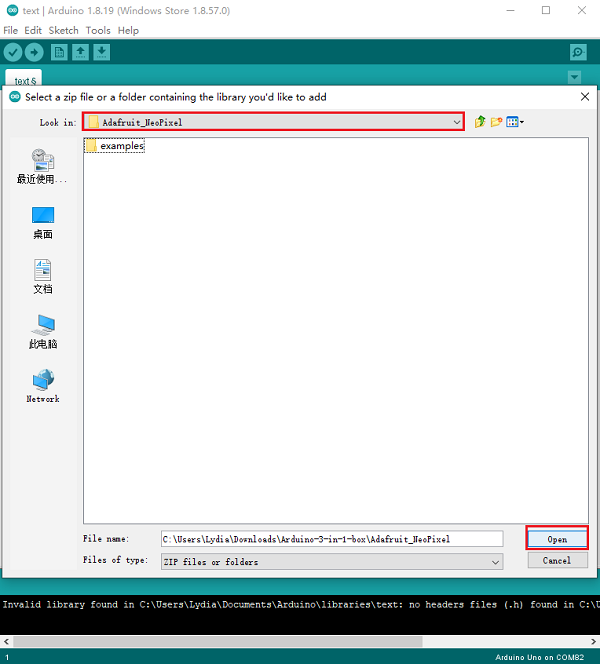 text | Arduino 1.8.19 (Windows Store 1.8.57.0)
File Edit Sketch Tools Help
text §
Select a zip file or a folder containing the library you'd like to add
Look in: Adafruit_NeoPixel
examples
最近使用...
桌面
文档
此电脑
Network
File name: C:\Users\Lydia\Downloads\Arduino-3-in-1-box\Adafruit_NeoPixel Open
Files of type: ZIP files or folders Cancel
Invalid library found in C:\Users\Lydia\Documents\Arduino\libraries\text: no headers files (.h) found in C:\U
1 Arduino Uno on COM82